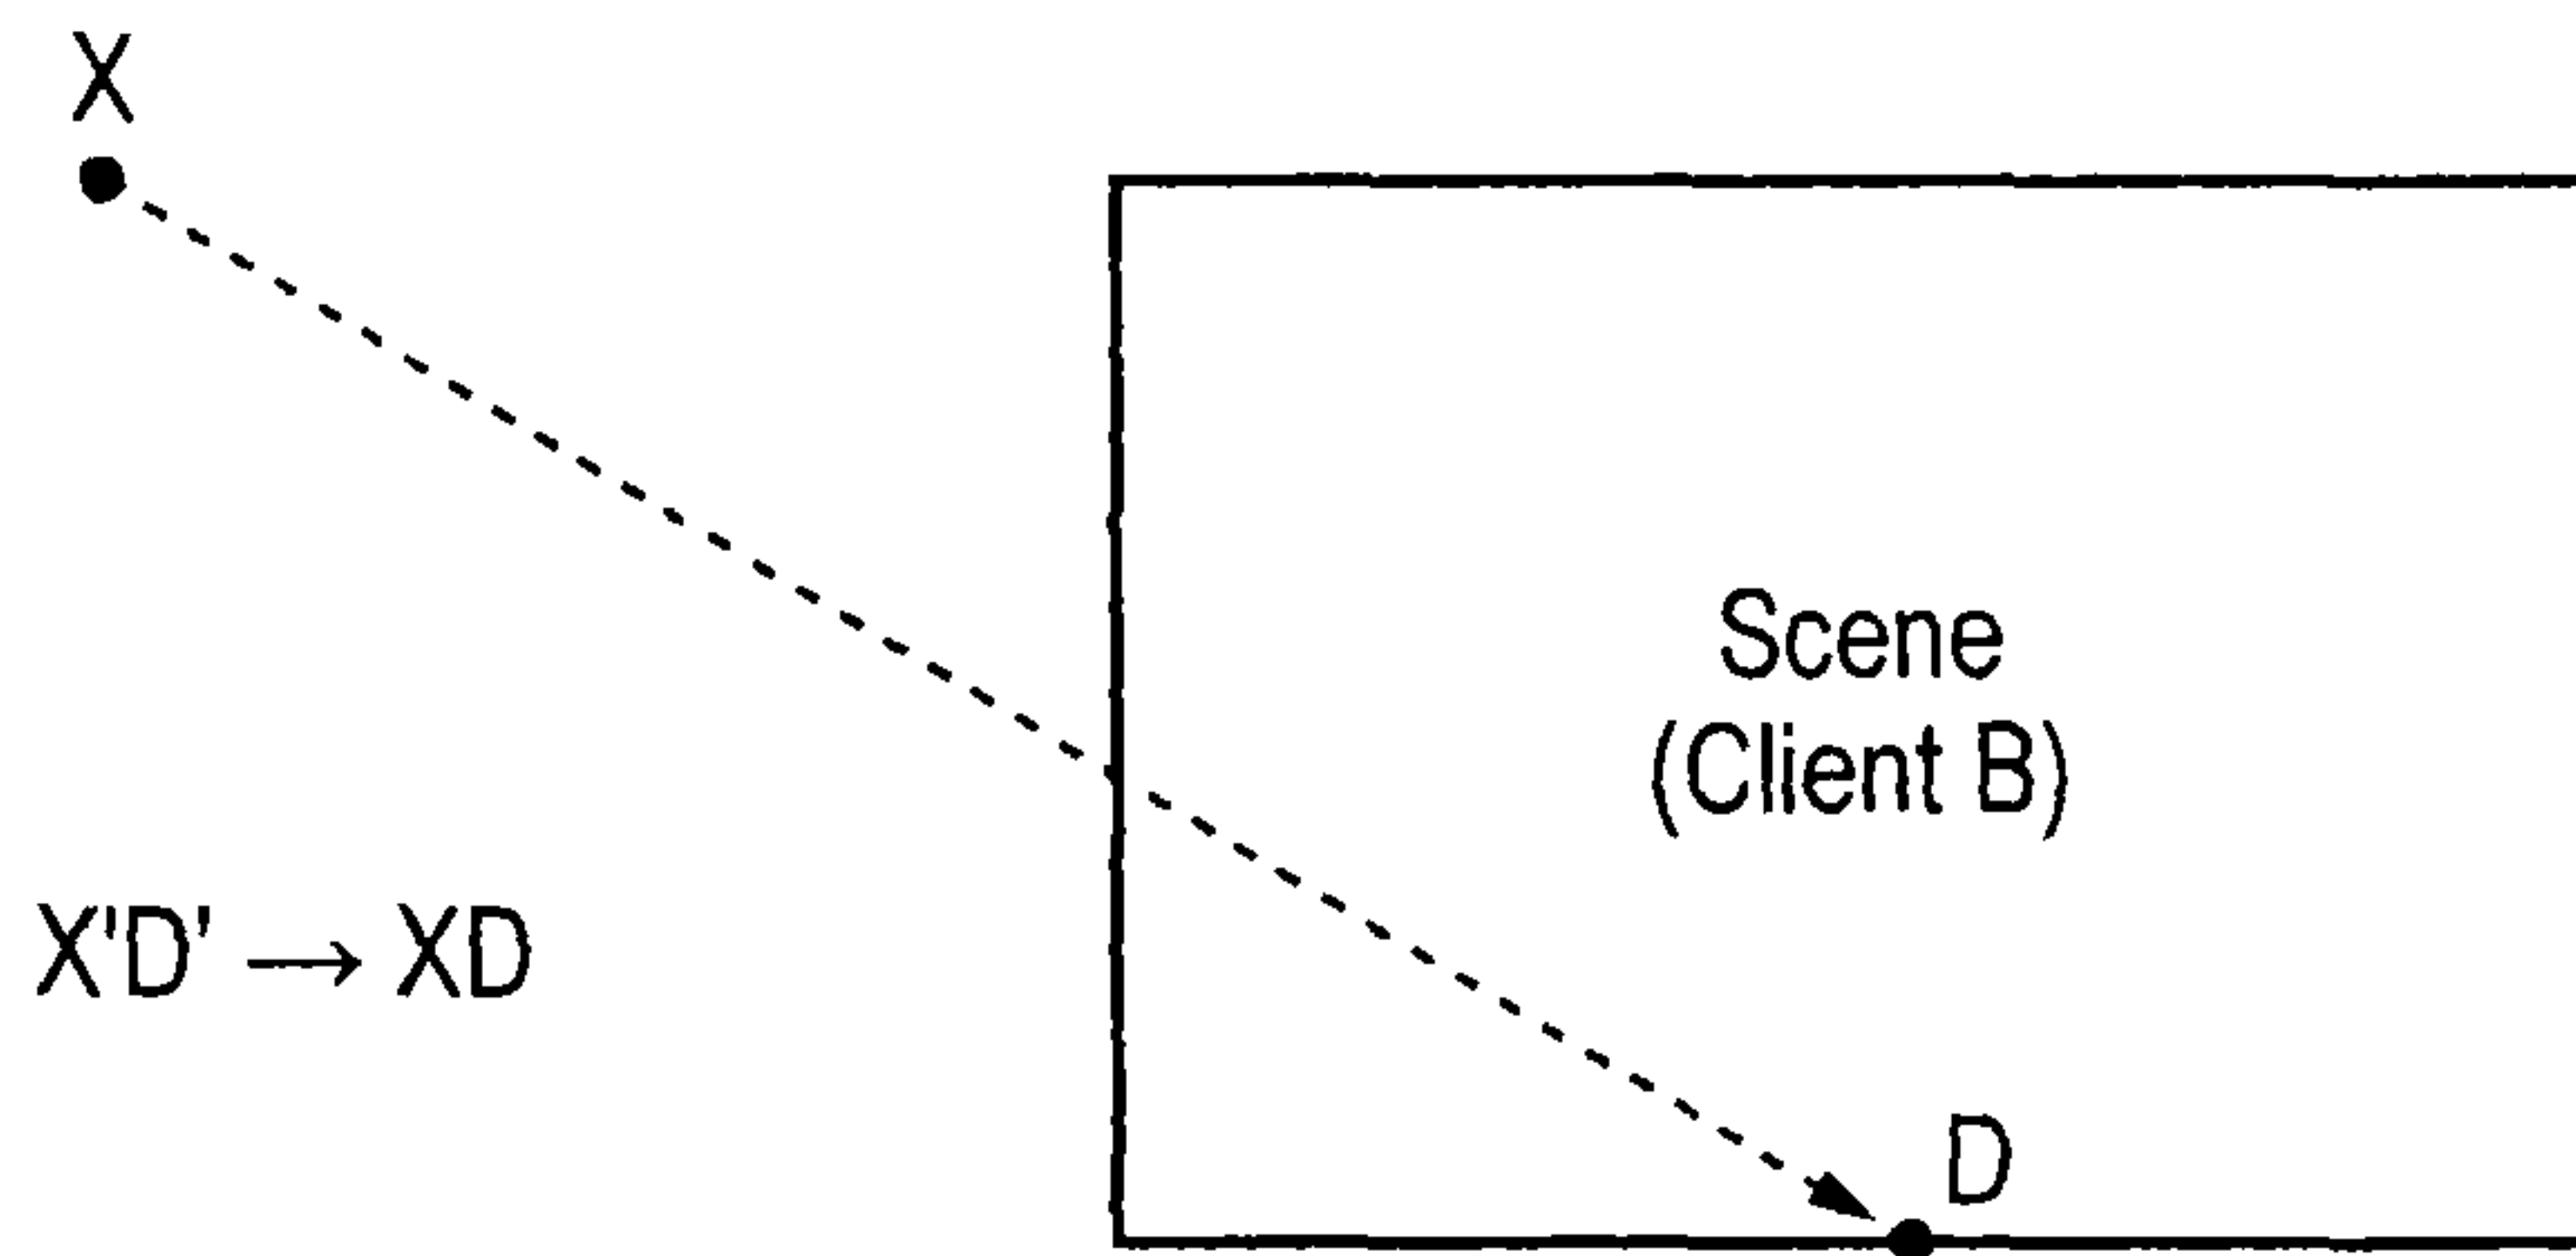 X
Scene
(Client B)
X'D' → XD
D